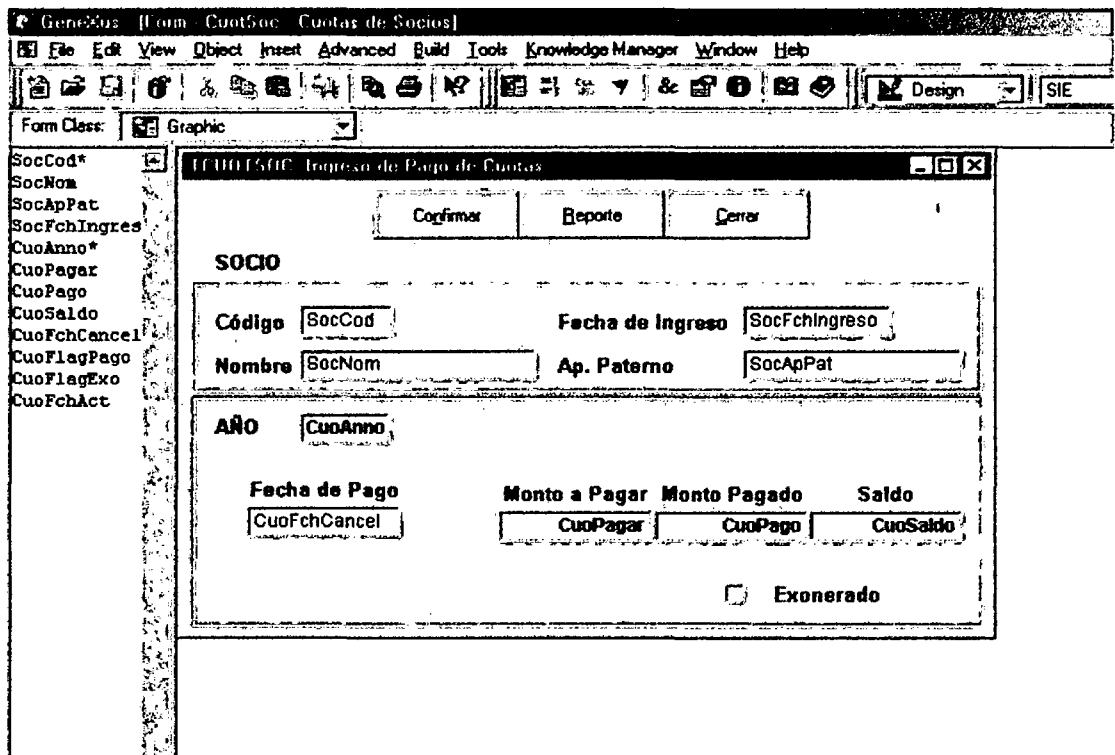 GeneXus - [Form - CuotSoc - Cuotas de Socios]
File Edit View Object Insert Advanced Build Tools Knowledge Manager Window Help
Design SIE
Form Class: Graphic
SocCod*
SocNom
SocApPat
SocFchIngres
CuoAnno*
CuoPagar
CuoPago
CuoSaldo
CuoFchCancel
CuoFlagPago
CuoFlagExo
CuoFchAct
TCUOTSOC Ingreso de Pago de Cuotas
Confirmar Reporte Cerrar
SOCIO
Código SocCod Fecha de Ingreso SocFchIngreso
Nombre SocNom Ap. Paterno SocApPat
AÑO CuoAnno
Fecha de Pago Monto a Pagar Monto Pagado Saldo
CuoFchCancel CuoPagar CuoPago CuoSaldo
Exonerado